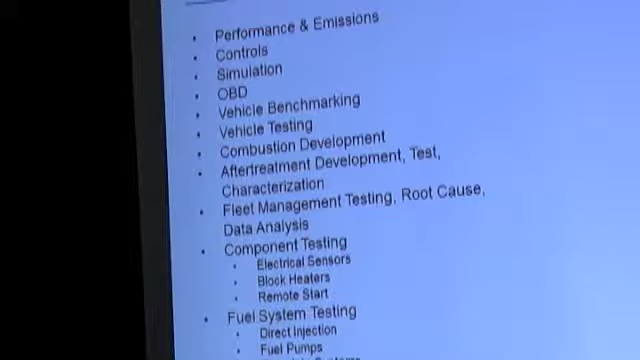 • Performance & Emissions
• Controls
• Simulation
• OBD
• Vehicle Benchmarking
• Vehicle Testing
• Combustion Development
• Aftertreatment Development, Test,
Characterization
• Fleet Management Testing, Root Cause,
Data Analysis
• Component Testing
• Electrical Sensors
• Block Heaters
• Remote Start
• Fuel System Testing
• Direct Injection
• Fuel Pumps